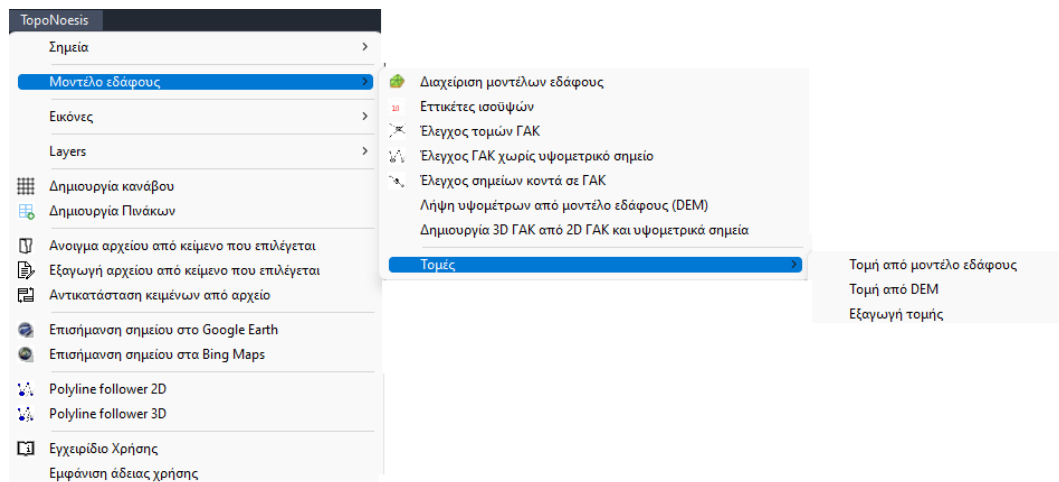 TopoNoesis
Σημεία
Μοντέλο εδάφους
Εικόνες
Layers
Δημιουργία κανάβου
Δημιουργία Πινάκων
Ανοιγμα αρχείου από κείμενο που επιλέγεται
Εξαγωγή αρχείου από κείμενο που επιλέγεται
Αντικατάσταση κειμένων από αρχείο
Επισήμανση σημείου στο Google Earth
Επισήμανση σημείου στα Bing Maps
Polyline follower 2D
Polyline follower 3D
Εγχειρίδιο Χρήσης
Εμφάνιση άδειας χρήσης
Διαχείριση μοντέλων εδάφους
10
Εττικέτες ισοϋψών
Έλεγχος τομών ΓΑΚ
Έλεγχος ΓΑΚ χωρίς υψομετρικό σημείο
Έλεγχος σημείων κοντά σε ΓΑΚ
Λήψη υψομέτρων από μοντέλο εδάφους (DEM)
Δημιουργία 3D ΓΑΚ από 2D ΓΑΚ και υψομετρικά σημεία
Τομές
Τομή από μοντέλο εδάφους
Τομή από DEM
Εξαγωγή τομής